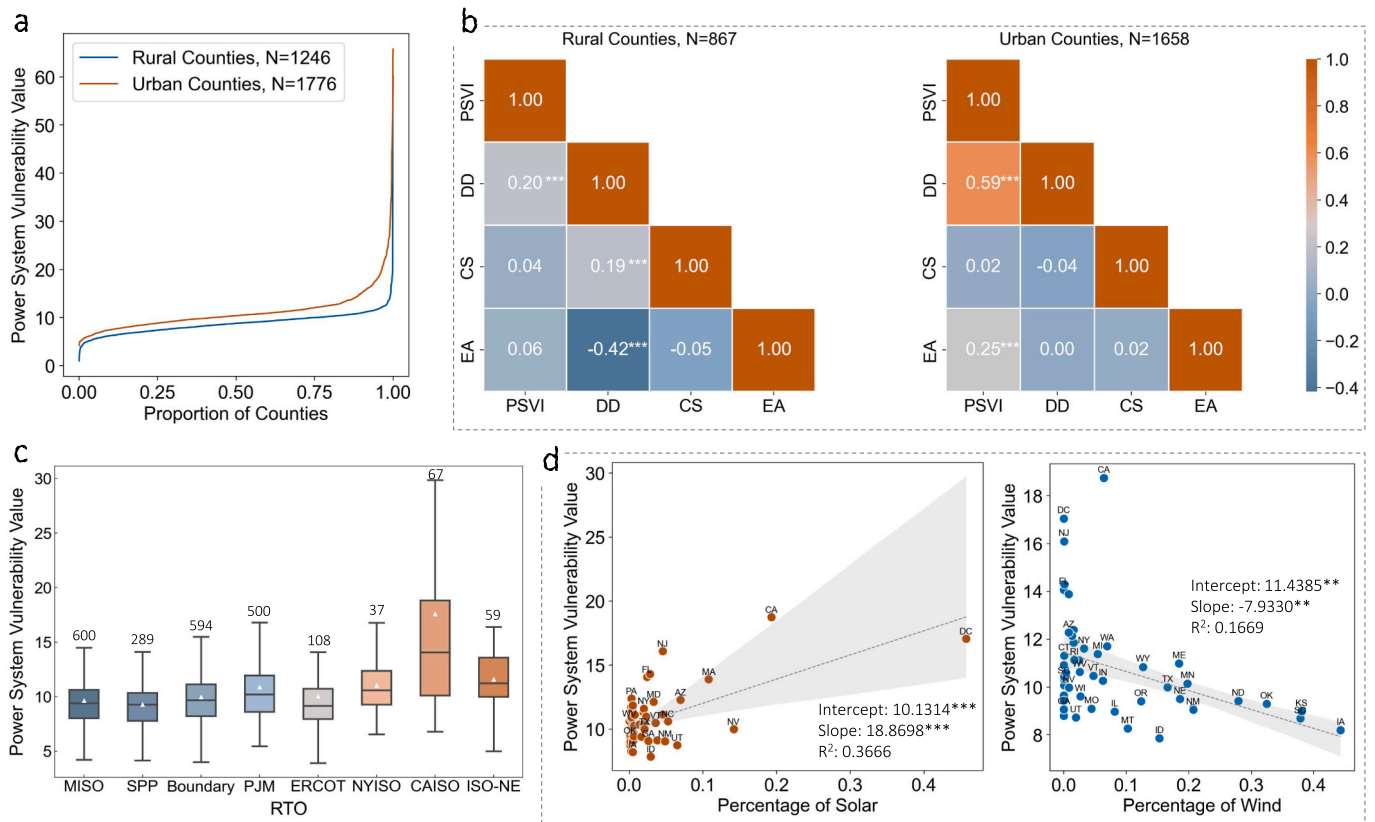 a
Power System Vulnerability Value
60
50
40
30
20
10
0
Rural Counties, N=1246
Urban Counties, N=1776
0.00 0.25 0.50 0.75 1.00
Proportion of Counties
b
Rural Counties, N=867
PSVI
DD
CS
EA
1.00
0.20 *** 1.00
0.04 0.19 *** 1.00
0.06 -0.42*** -0.05 1.00
PSVI DD CS EA
Urban Counties, N=1658
PSVI
DD
CS
EA
1.00
0.59*** 1.00
0.02 -0.04 1.00
0.25*** 0.00 0.02 1.00
PSVI DD CS EA
1.0
0.8
0.6
0.4
0.2
0.0
−0.2
−0.4
c
Power System Vulnerability Value
30
25
20
15
10
5
600 289 594 500 108 37 67 59
MISO SPP Boundary PJM ERCOT NYISO CAISO ISO-NE
RTO
d
Power System Vulnerability Value
30
25
20
15
10
CA
DC
NJ
FL
MA
PA
NY
MD
AZ
NC
NV
NM
UT
ID
Intercept: 10.1314***
Slope: 18.8698***
R²: 0.3666
0.0 0.1 0.2 0.3 0.4
Percentage of Solar
Power System Vulnerability Value
18
16
14
12
10
8
CA
DC
NJ
AZ
CT
RI
NY
MI
WA
VT
IN
WY
ME
MN
TX
NE
NM
OR
WI
MO
IL
UT
MT
ID
ND
OK
KS
IA
Intercept: 11.4385**
Slope: -7.9330**
R²: 0.1669
0.0 0.1 0.2 0.3 0.4
Percentage of Wind